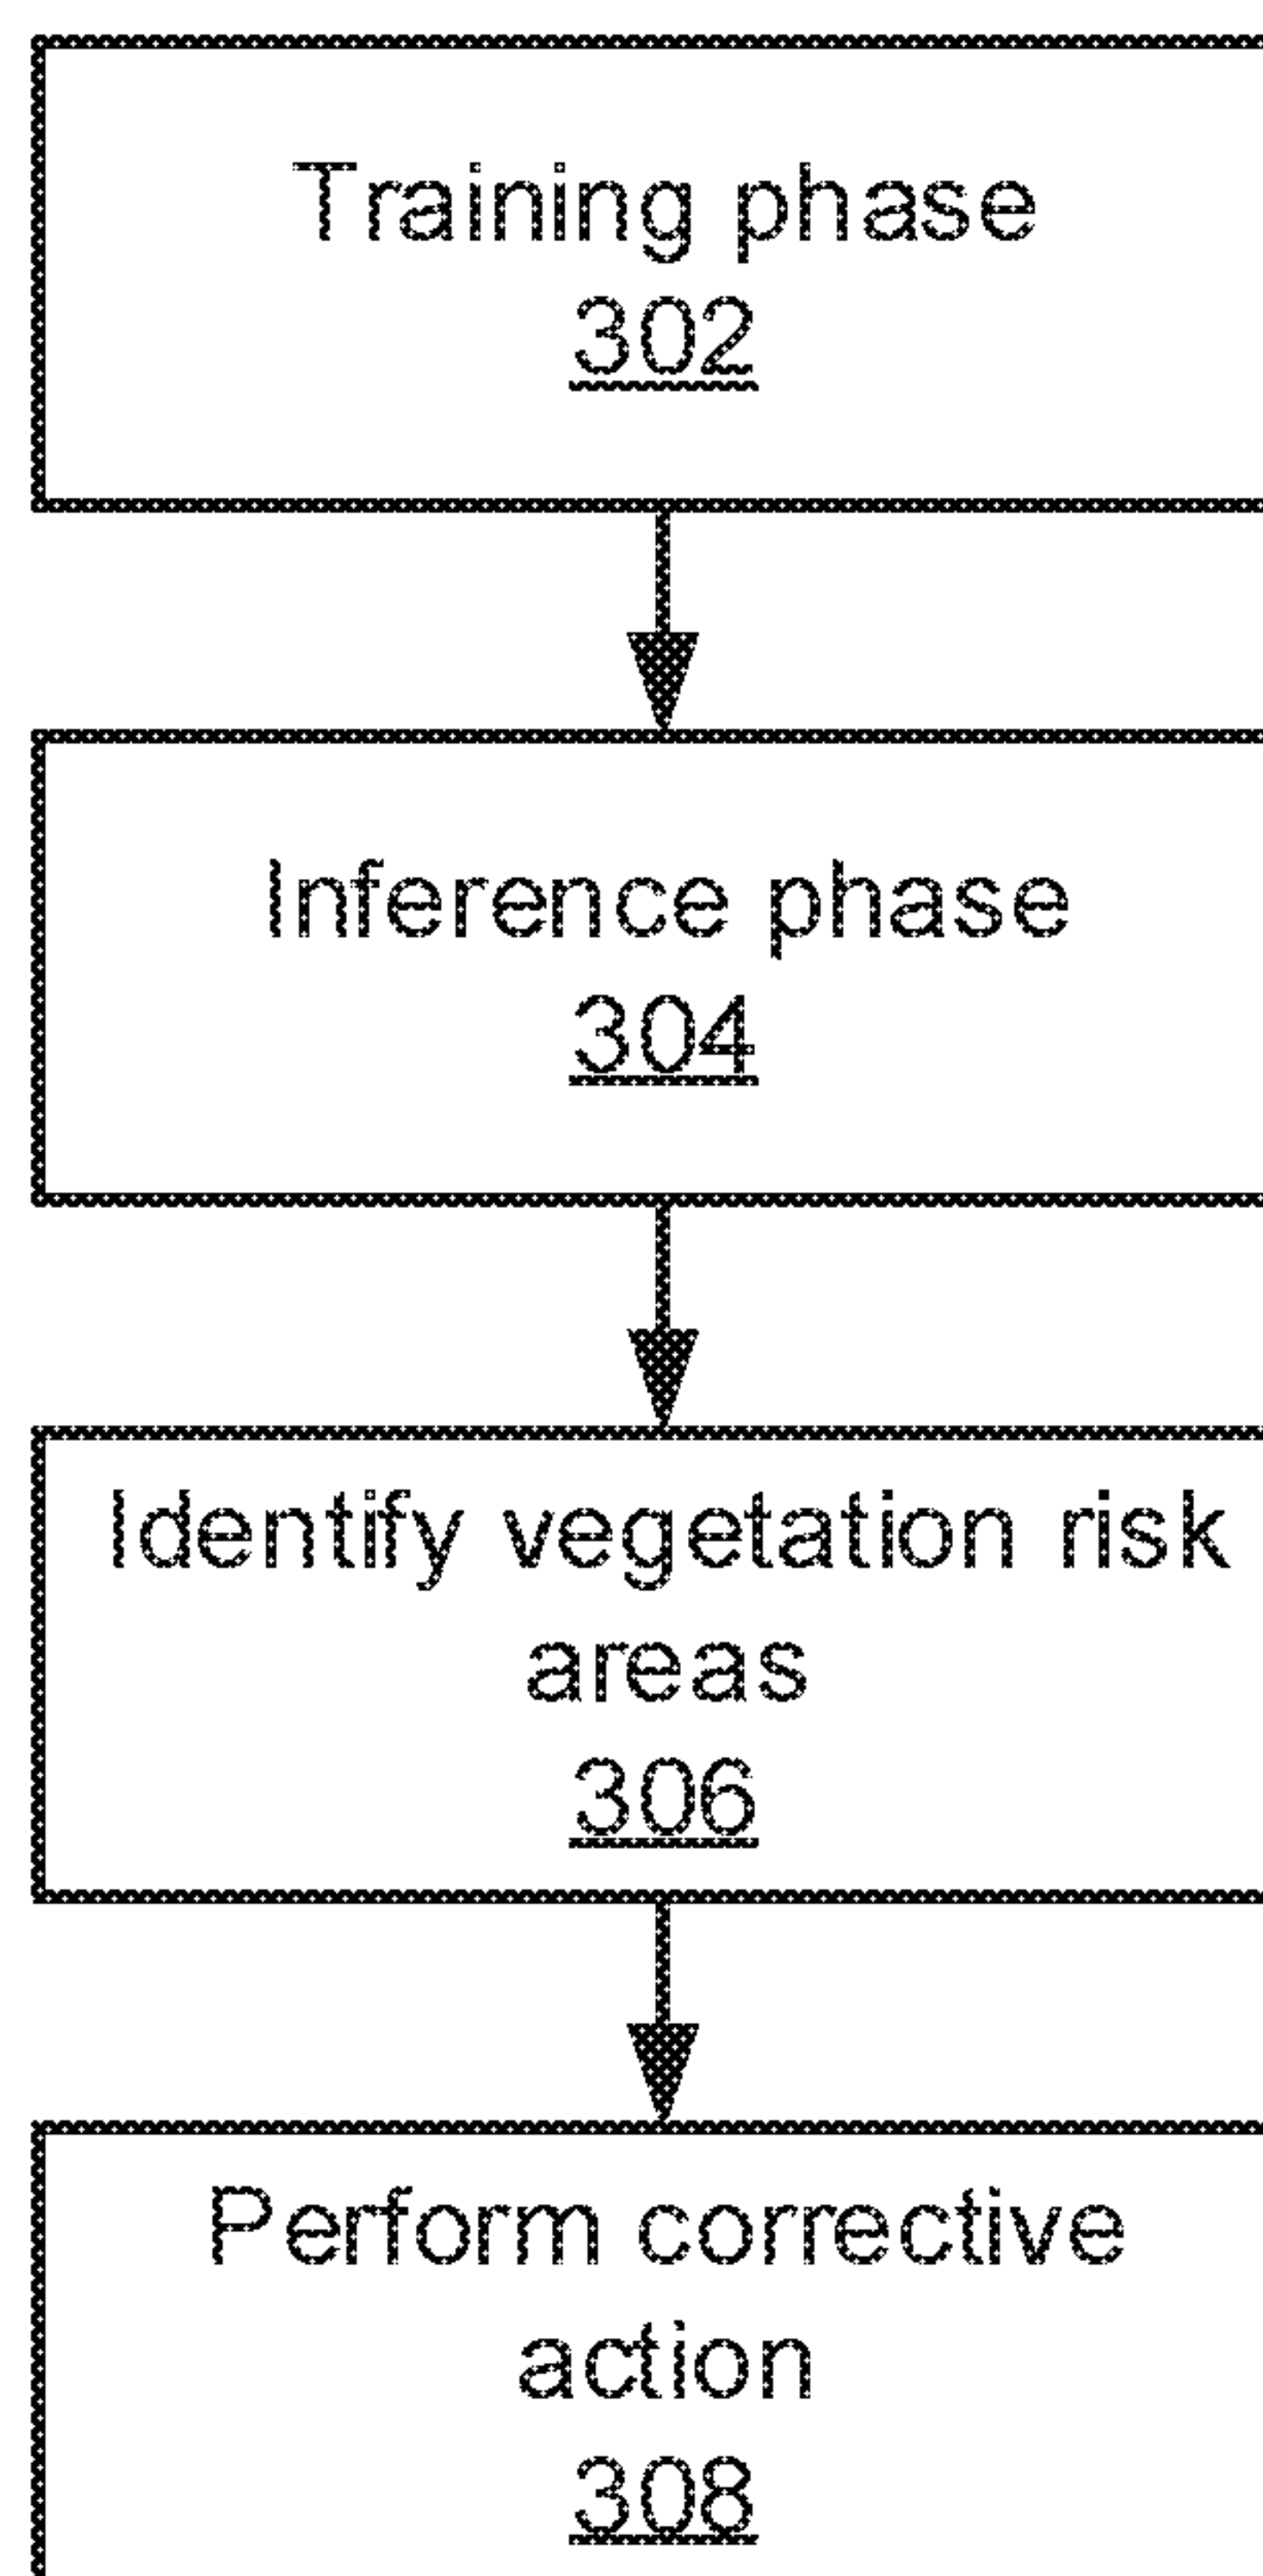 Training phase
302
Inference phase
304
Identify vegetation risk
areas
306
Perform corrective
action
308